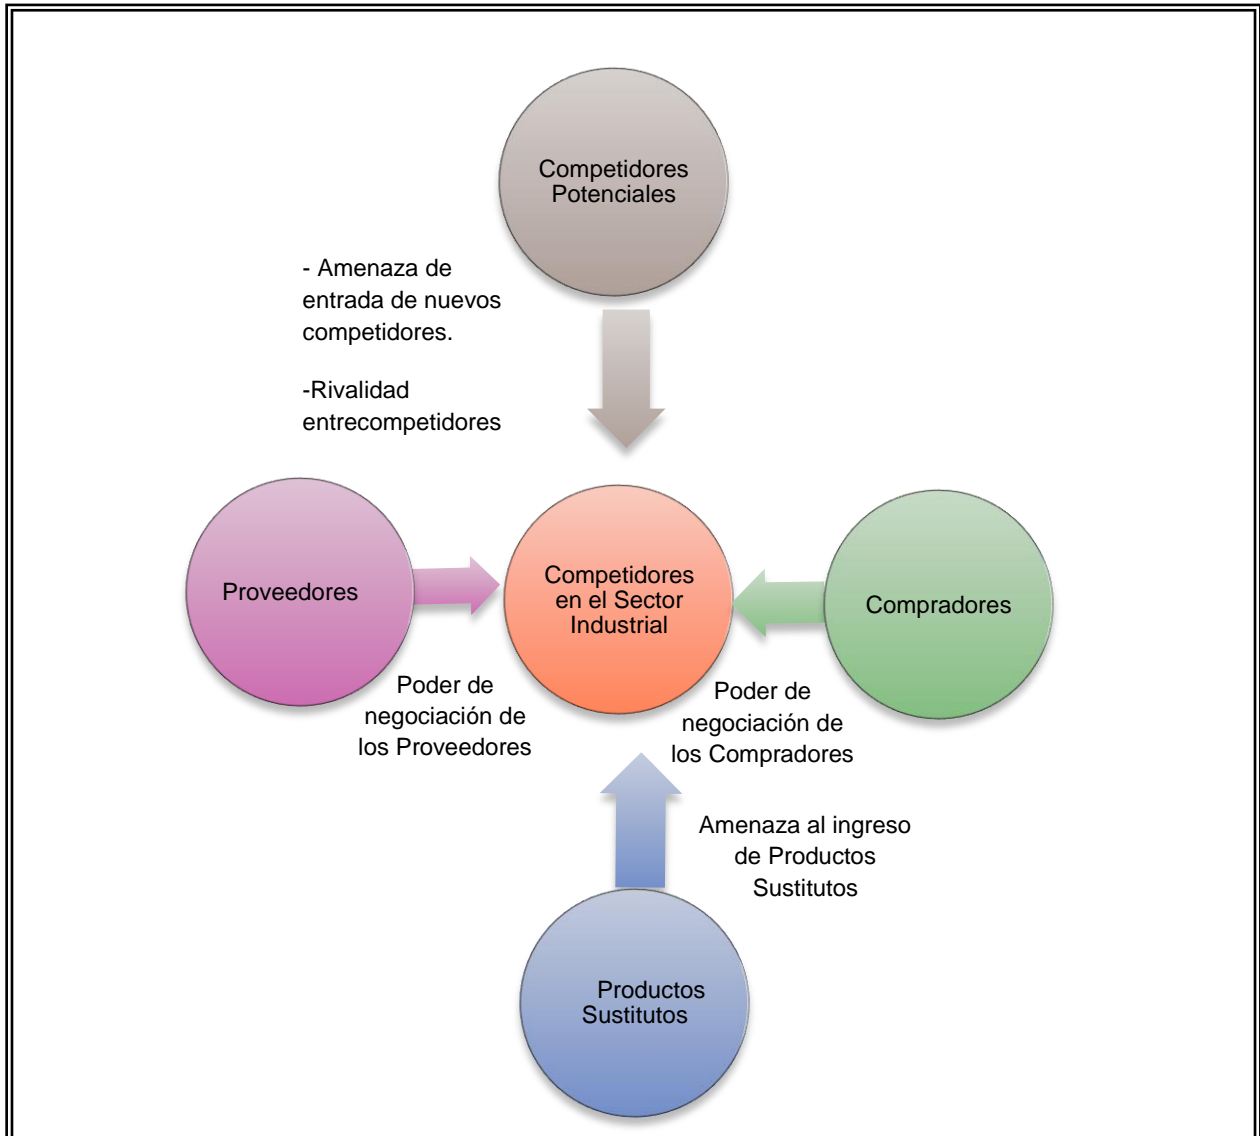 Competidores
Potenciales
- Amenaza de
entrada de nuevos
competidores.
-Rivalidad
entrecompetidores
Proveedores
Competidores
en el Sector
Industrial
Compradores
Poder de
negociación de
los Proveedores
Poder de
negociación de
los Compradores
Amenaza al ingreso
de Productos
Sustitutos
Productos
Sustitutos